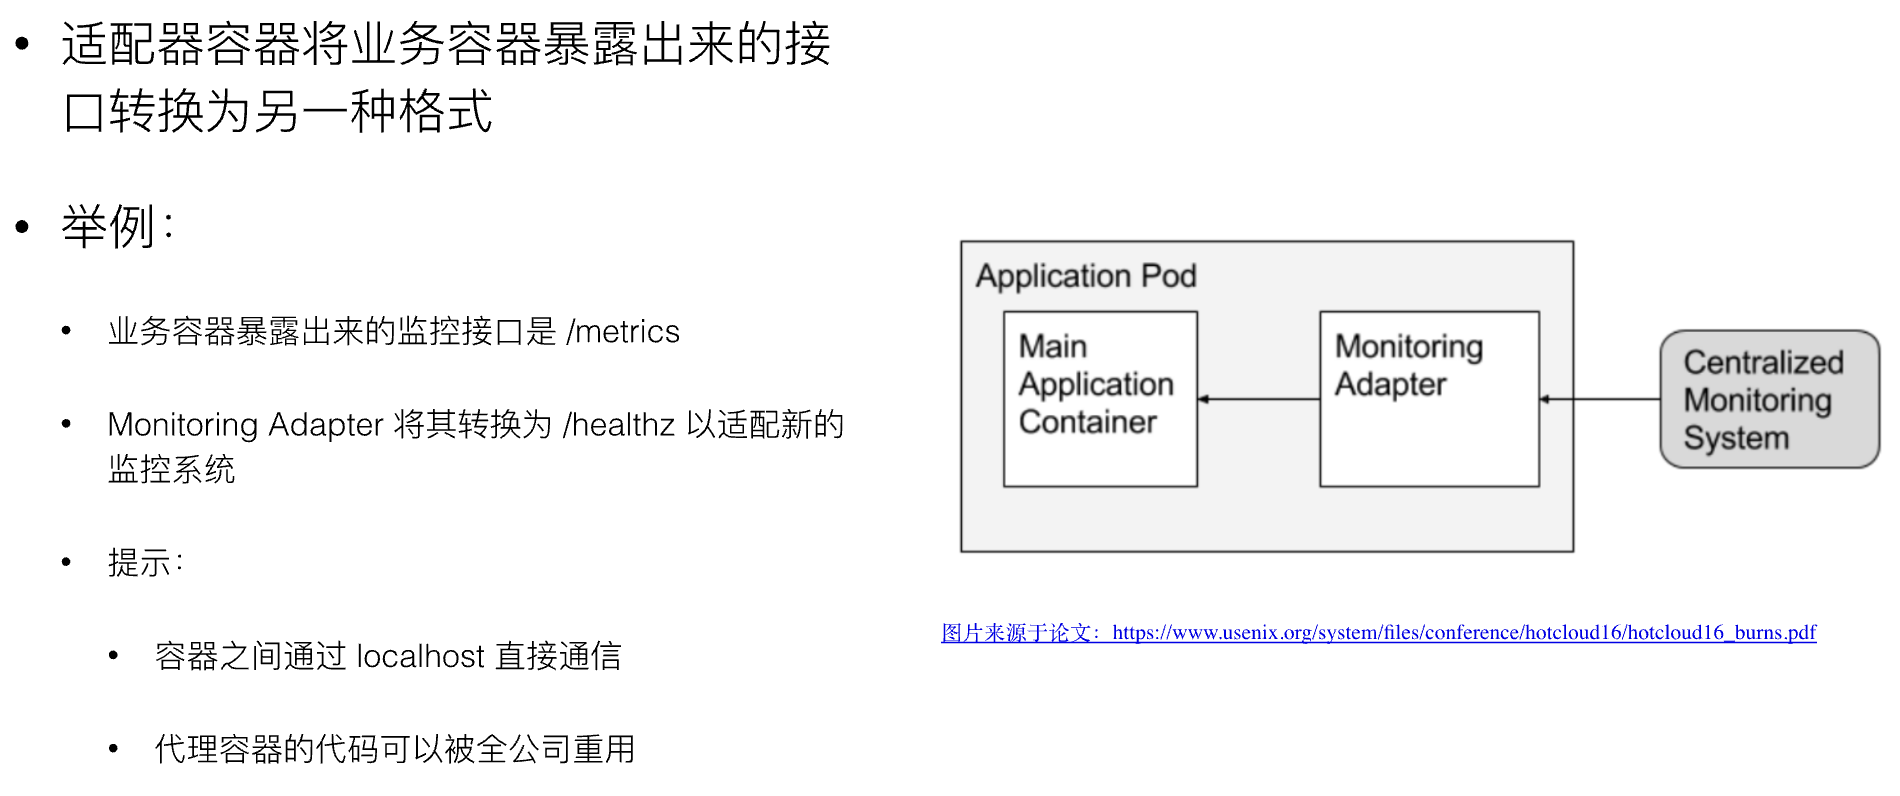 • 适配器容器将业务容器暴露出来的接
口转换为另一种格式
• 举例：
• 业务容器暴露出来的监控接口是 /metrics
• Monitoring Adapter 将其转换为 /healthz 以适配新的
监控系统
• 提示：
• 容器之间通过 localhost 直接通信
• 代理容器的代码可以被全公司重用
Application Pod
Main
Application
Container
Monitoring
Adapter
Centralized
Monitoring
System
图片来源于论文：https://www.usenix.org/system/files/conference/hotcloud16/hotcloud16_burns.pdf